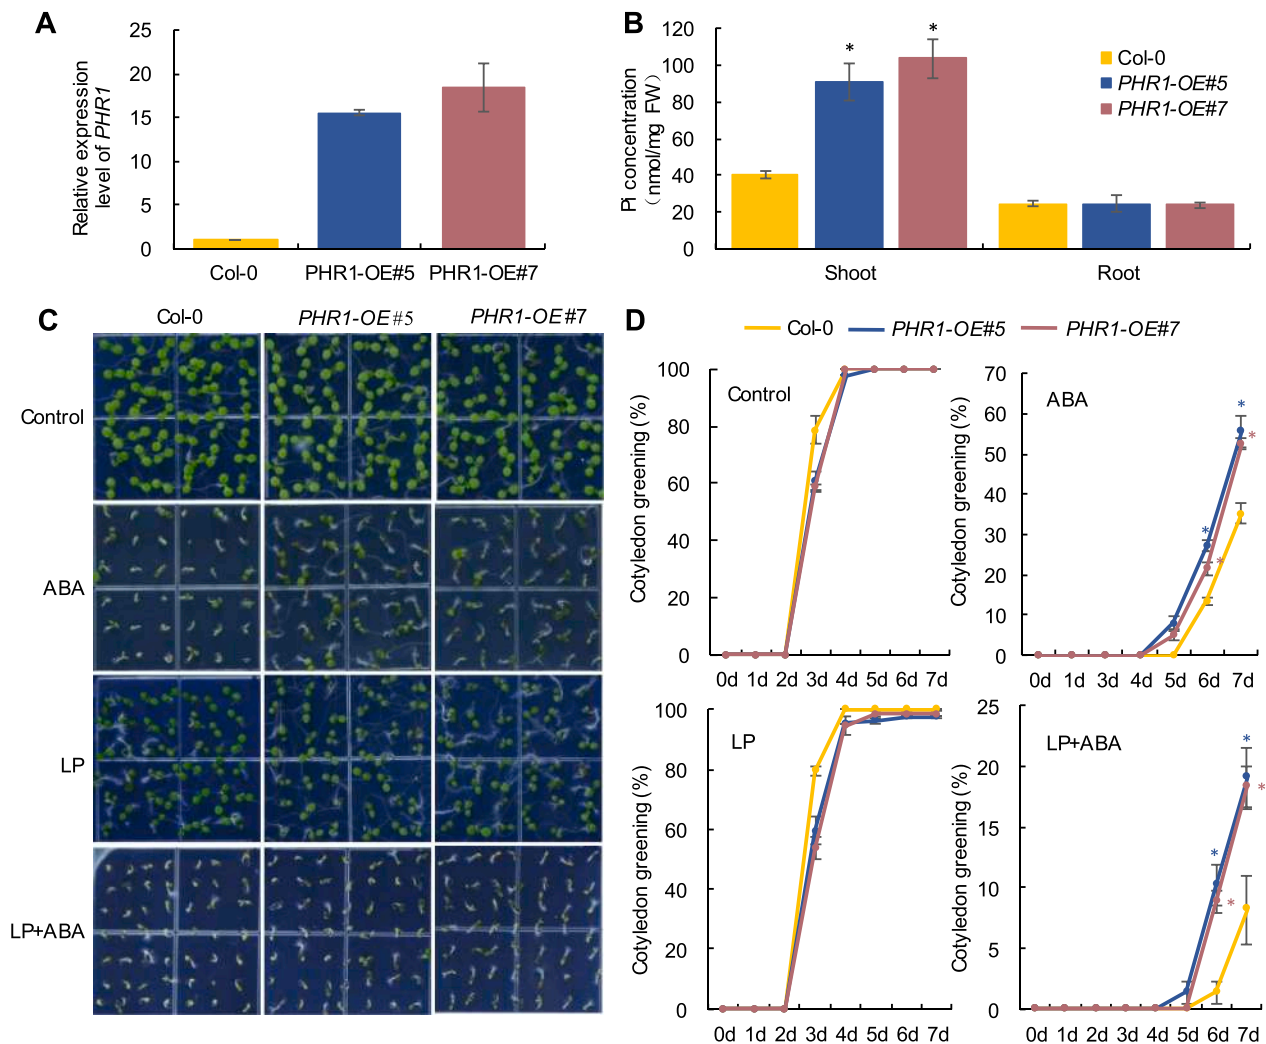 A
25
20
15
10
5
0
Relative expression
level of PHR1
Col-0
PHR1-OE#5
PHR1-OE#7
B
120
100
80
60
40
20
0
Pi concentration
(nmol/mg FW)
*
*
Col-0
PHR1-OE#5
PHR1-OE#7
Shoot
Root
C
Col-0
PHR1-OE#5
PHR1-OE#7
Control
ABA
LP
LP+ABA
D
Col-0
PHR1-OE#5
PHR1-OE#7
Control
Cotyledon greening (%)
100
80
60
40
20
0
0d 1d 2d 3d 4d 5d 6d 7d
ABA
Cotyledon greening (%)
70
60
50
40
30
20
10
0
*
*
*
*
0d 1d 3d 4d 5d 6d 7d
LP
Cotyledon greening (%)
100
80
60
40
20
0
0d 1d 2d 3d 4d 5d 6d 7d
LP+ABA
Cotyledon greening (%)
25
20
15
10
5
0
*
*
*
*
0d 1d 2d 3d 4d 5d 6d 7d